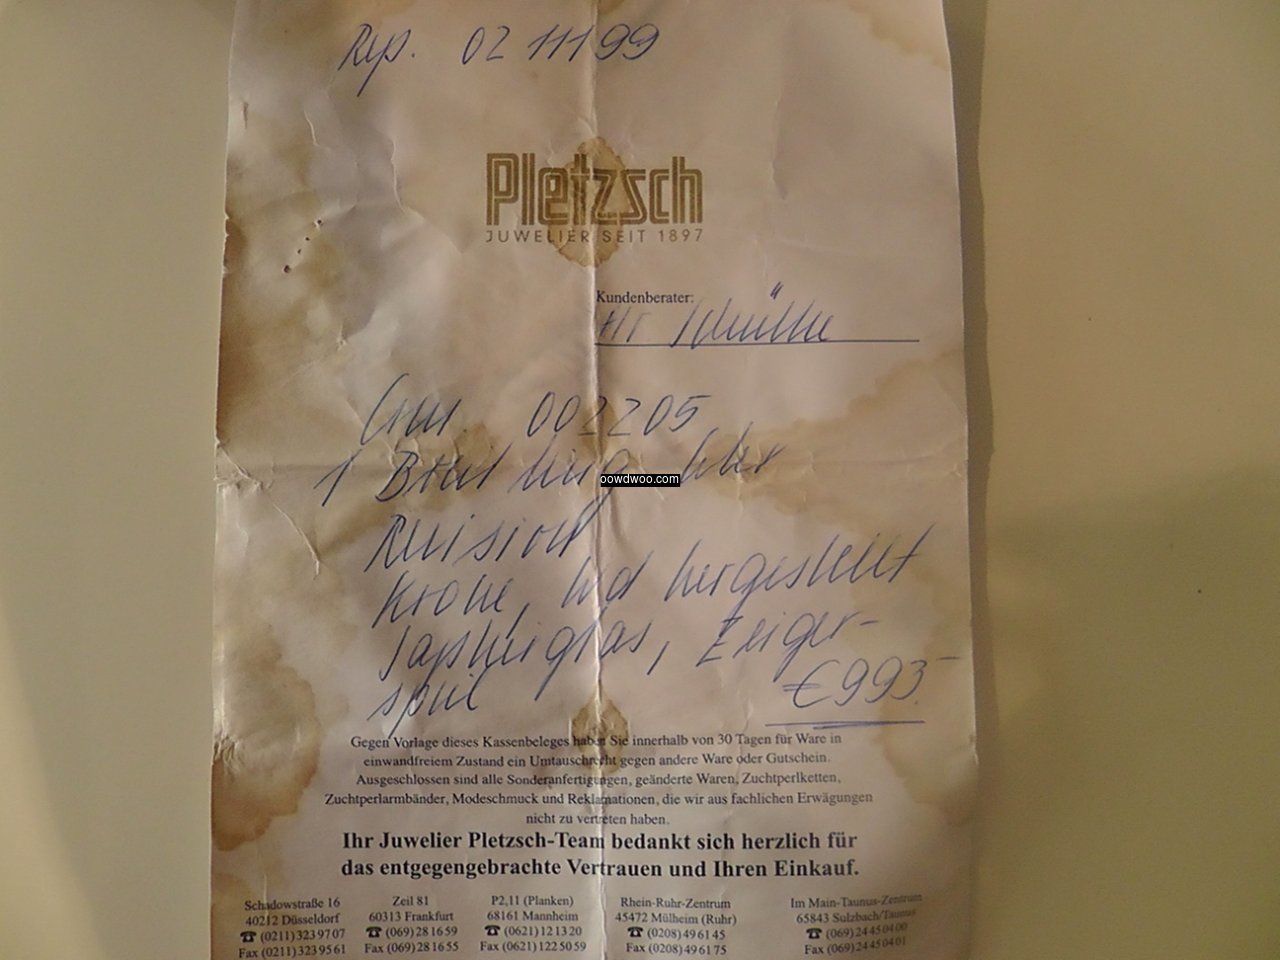 Rep. 02 11199
Pletzsch
JUWELIER SEIT 1897
Kundenberater:
Hr
002205
1 Breitling Uhr
oowdwoo.com
Revision
Krone, hergestellt
Saphirglas, Zeiger-
spiel
€ 993.-
Gegen Vorlage dieses Kassenbeleges haben Sie innerhalb von 30 Tagen für Ware in
einwandfreiem Zustand ein Umtauschrecht gegen andere Ware oder Gutschein.
Ausgeschlossen sind alle Sonderanfertigungen, geänderte Waren, Zuchtperlketten,
Zuchtperlarmbänder, Modeschmuck und Reklamationen, die wir aus fachlichen Erwägungen
nicht zu vertreten haben.
Ihr Juwelier Pletzsch-Team bedankt sich herzlich für
das entgegengebrachte Vertrauen und Ihren Einkauf.
Schadowstraße 16 Zeil 81 P2,11 (Planken) Rhein-Ruhr-Zentrum Im Main-Taunus-Zentrum
40212 Düsseldorf 60313 Frankfurt 68161 Mannheim 45472 Mülheim (Ruhr) 65843 Sulzbach/Taunus
☎ (0211) 323 97 07 ☎ (069) 28 16 59 ☎ (0621) 12 13 20 ☎ (0208) 49 61 45 ☎ (069) 24 45 04 00
Fax (0211) 323 95 61 Fax (069) 28 16 55 Fax (0621) 122 50 59 Fax (0208) 49 61 75 Fax (069) 24 45 04 01